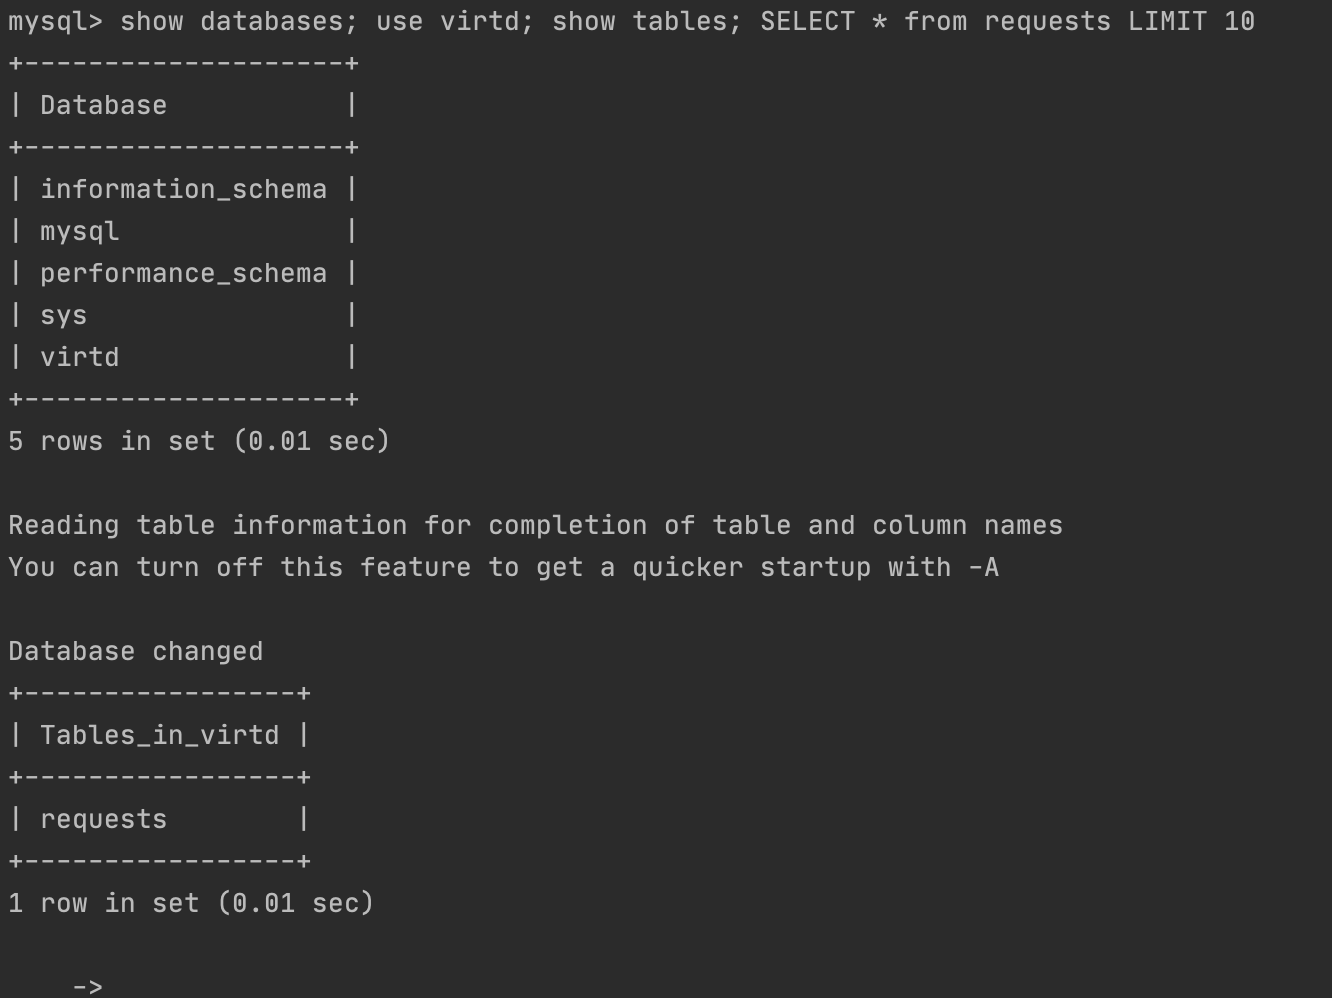 mysql> show databases; use virtd; show tables; SELECT * from requests LIMIT 10
+--------------------+
| Database           |
+--------------------+
| information_schema |
| mysql              |
| performance_schema |
| sys                |
| virtd              |
+--------------------+
5 rows in set (0.01 sec)

Reading table information for completion of table and column names
You can turn off this feature to get a quicker startup with -A

Database changed
+-----------------+
| Tables_in_virtd |
+-----------------+
| requests        |
+-----------------+
1 row in set (0.01 sec)

    ->